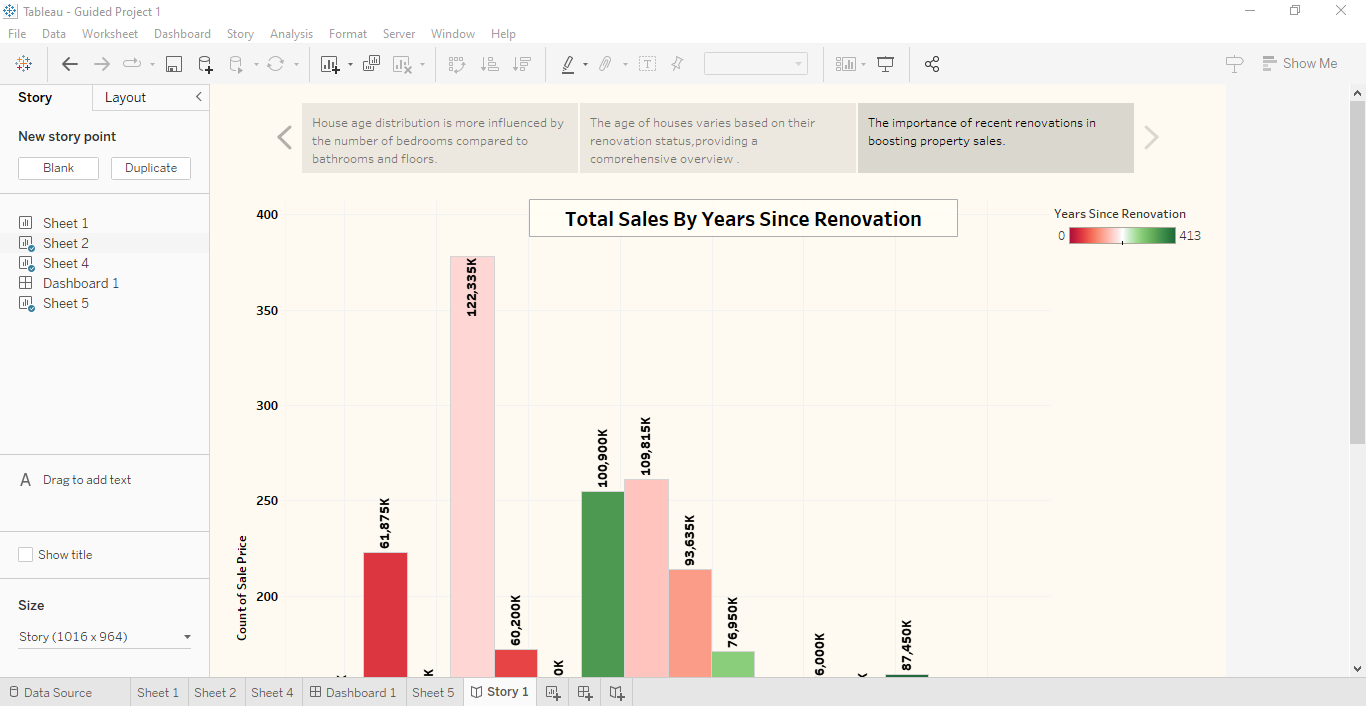 Tableau - Guided Project 1
File Data Worksheet Dashboard Story Analysis Format Server Window Help
Show Me
Story Layout
New story point
Blank Duplicate
Sheet 1
Sheet 2
Sheet 4
Dashboard 1
Sheet 5
A Drag to add text
Show title
Size
Story (1016 x 964)
House age distribution is more influenced by
the number of bedrooms compared to
bathrooms and floors.
The age of houses varies based on their
renovation status,providing a
comprehensive overview .
The importance of recent renovations in
boosting property sales.
Total Sales By Years Since Renovation
Years Since Renovation
0 413
400
350
300
250
200
Count of Sale Price
61,875K
122,335K
60,200K
100,900K
109,815K
93,635K
76,950K
6,000K
87,450K
Data Source Sheet 1 Sheet 2 Sheet 4 Dashboard 1 Sheet 5 Story 1